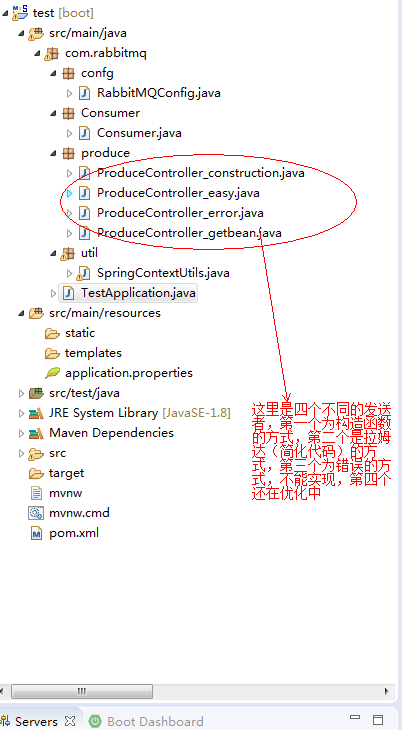 test [boot]
src/main/java
com.rabbitmq
confg
RabbitMQConfig.java
Consumer
Consumer.java
produce
ProduceController_construction.java
ProduceController_easy.java
ProduceController_error.java
ProduceController_getbean.java
util
SpringContextUtils.java
TestApplication.java
src/main/resources
static
templates
application.properties
src/test/java
JRE System Library [JavaSE-1.8]
Maven Dependencies
src
target
mvnw
mvnw.cmd
pom.xml
这里是四个不同的发送
者，第一个为构造函数
的方式，第二个是拉姆
达（简化代码）的方
式，第三个为错误的方
式，不能实现，第四个
还在优化中
Servers
Boot Dashboard